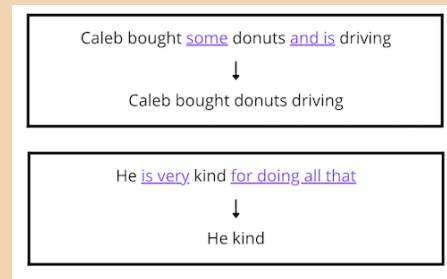 Caleb bought some donuts and is driving
↓
Caleb bought donuts driving
He is very kind for doing all that
↓
He kind